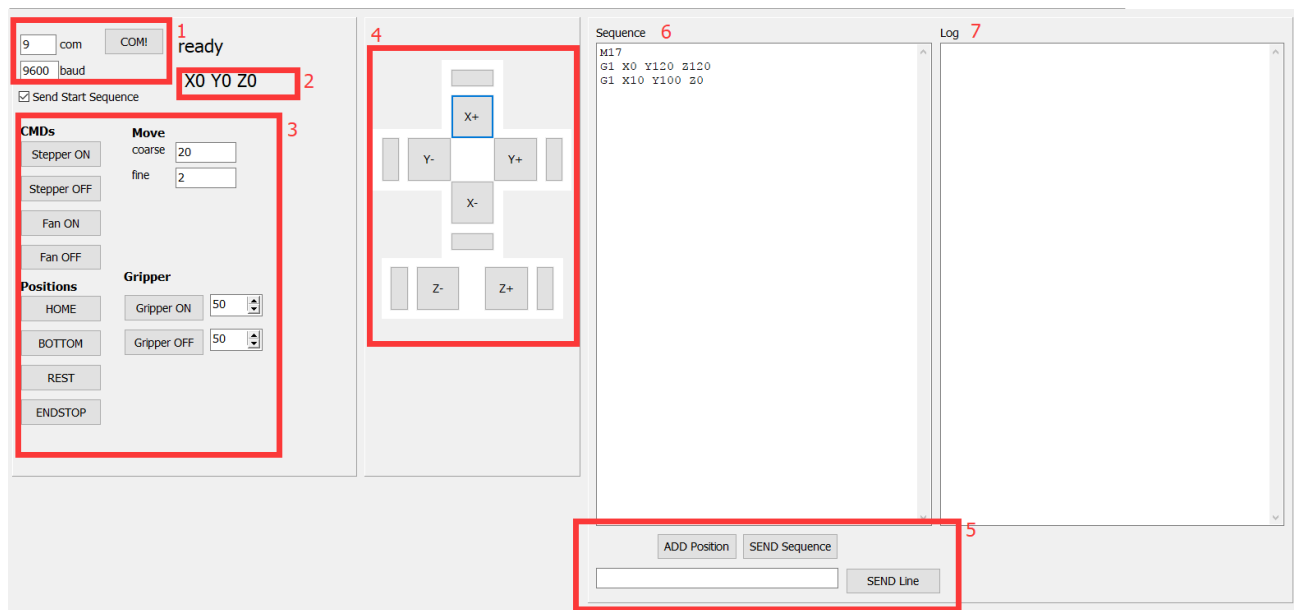 1
9 com COM! ready
9600 baud
X0 Y0 Z0 2
Send Start Sequence
3
CMDs Move
Stepper ON coarse 20
Stepper OFF fine 2
Fan ON
Fan OFF
Positions Gripper
HOME Gripper ON 50
BOTTOM Gripper OFF 50
REST
ENDSTOP
4
X+
Y- Y+
X-
Z- Z+
Sequence 6
M17
G1 X0 Y120 Z120
G1 X10 Y100 Z0
Log 7
5
ADD Position SEND Sequence
SEND Line